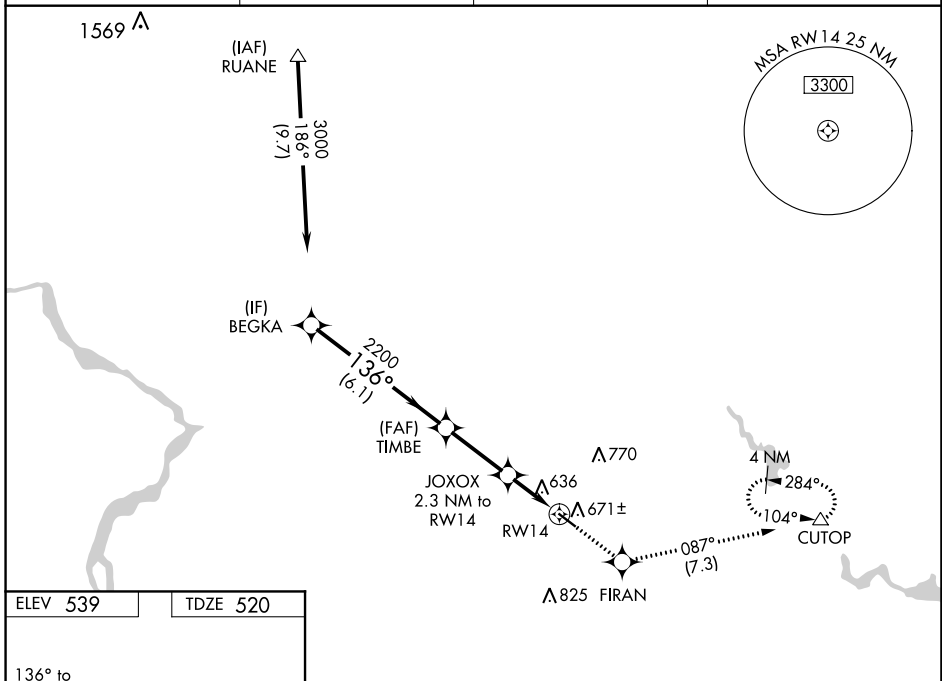 1569
(IAF)
RUANE
3000
186°
(9.7)
MSA RW14 25 NM
3300
(IF)
BEGKA
2200
136°
(6.1)
(FAF)
TIMBE
JOXOX
2.3 NM to
RW14
636
770
671±
RW14
4 NM
284°
104°
CUTOP
087°
(7.3)
825
FIRAN
ELEV 539
TDZE 520
136° to